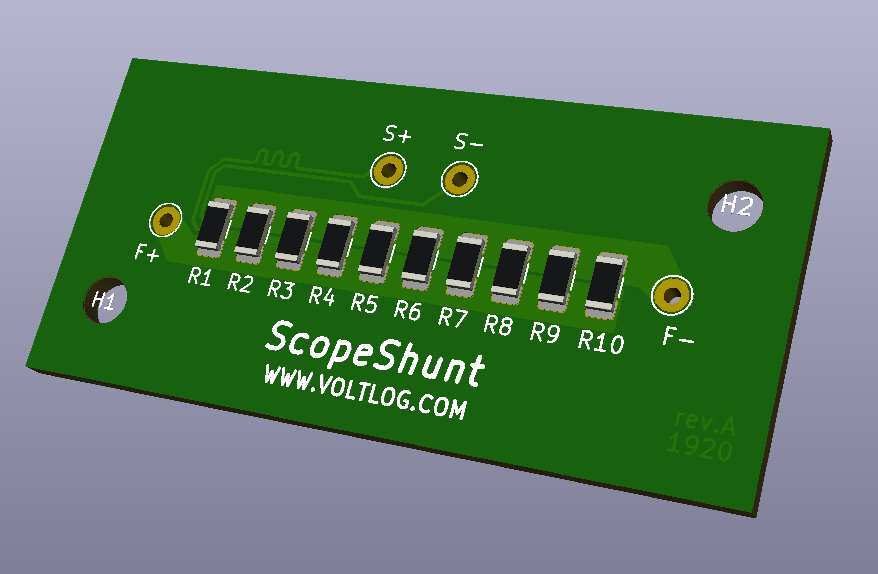 S+ S-
H2
F+
H1
R1 R2 R3 R4 R5 R6 R7 R8 R9 R10
F-
ScopeShunt
WWW.VOLTLOG.COM
rev.A
1920